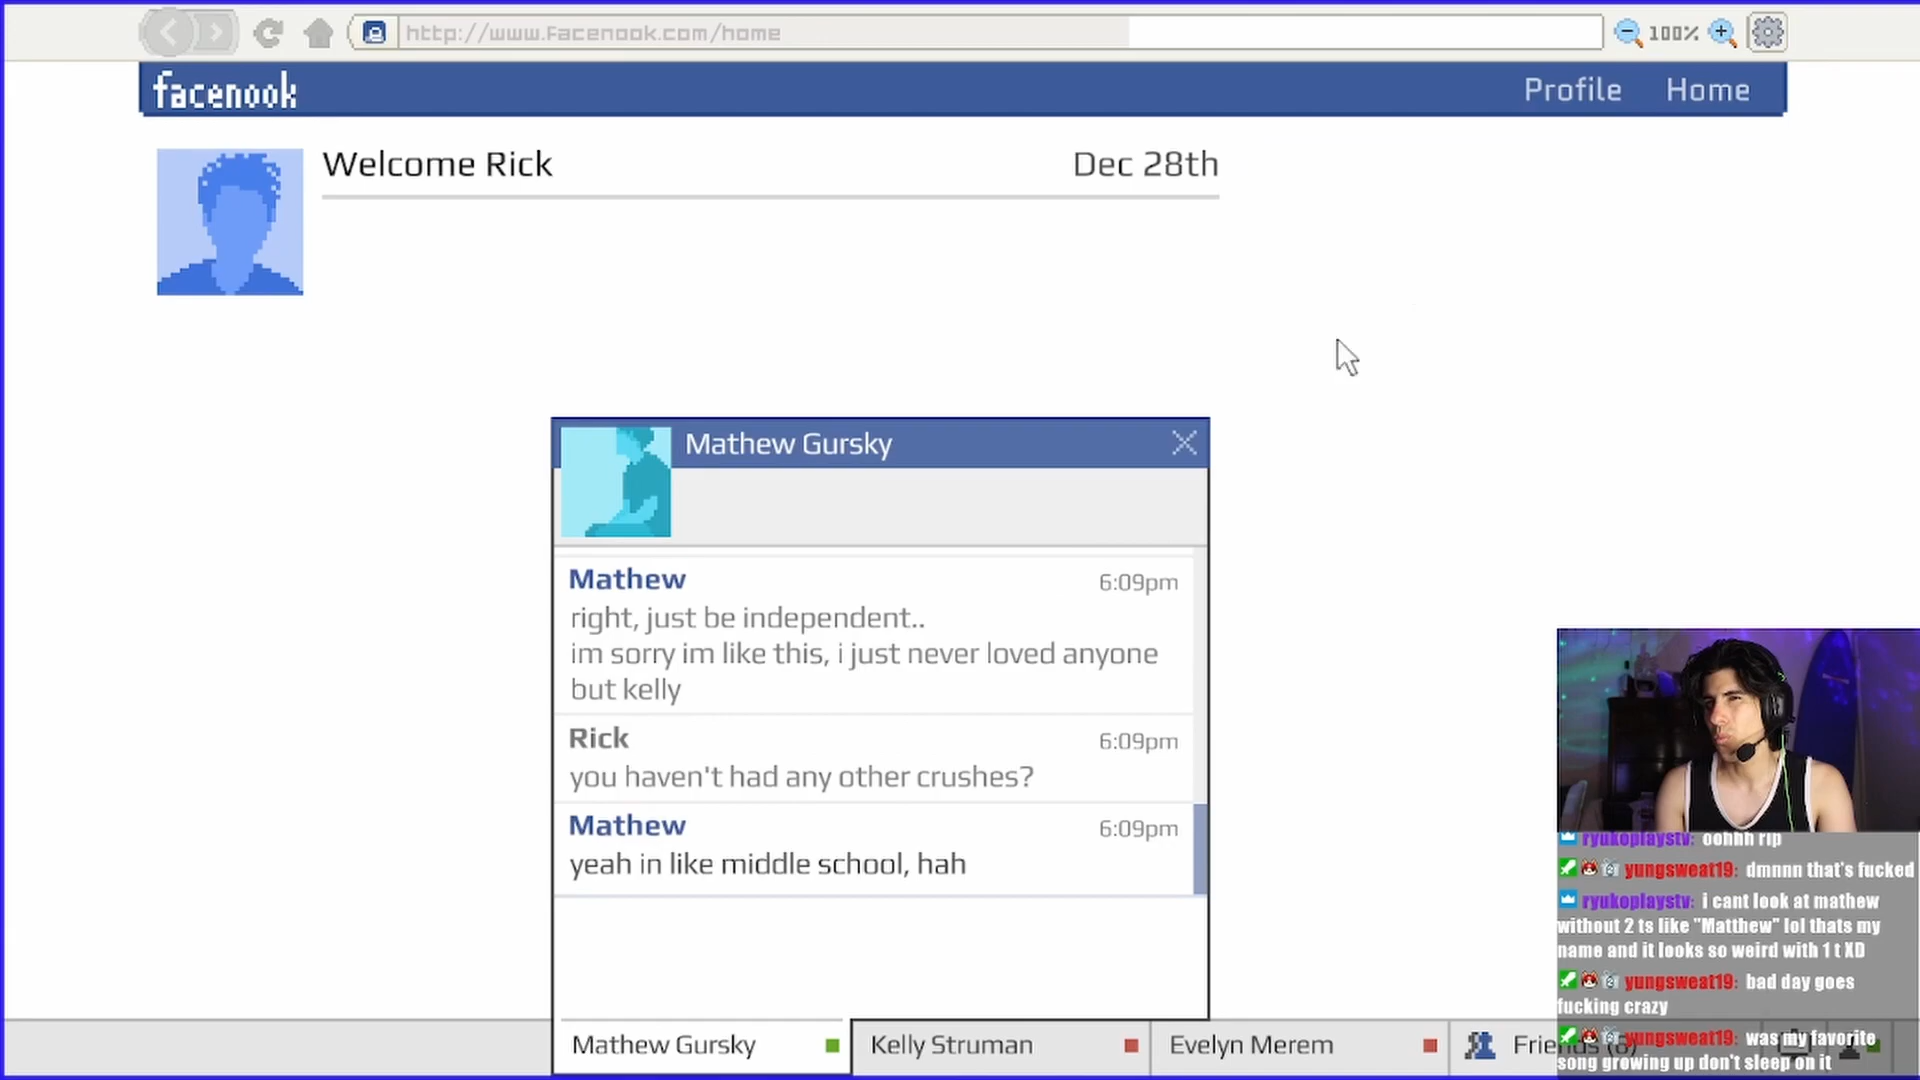 http://www.Facenook.com/home
100%
facenook
Profile
Home
Welcome Rick
Dec 28th
Mathew Gursky
Mathew
6:09pm
right, just be independent..
im sorry im like this, i just never loved anyone
but kelly
Rick
6:09pm
you haven't had any other crushes?
Mathew
6:09pm
yeah in like middle school, hah
Mathew Gursky
Kelly Struman
Evelyn Merem
ryukoplaystv: oohhh rip
yungsweat19: dmnnn that's fucked
ryukoplaystv: i cant look at mathew
without 2 ts like "Matthew" lol thats my
name and it looks so weird with 1 t XD
yungsweat19: bad day goes
fucking crazy
yungsweat19: was my favorite
song growing up don't sleep on it